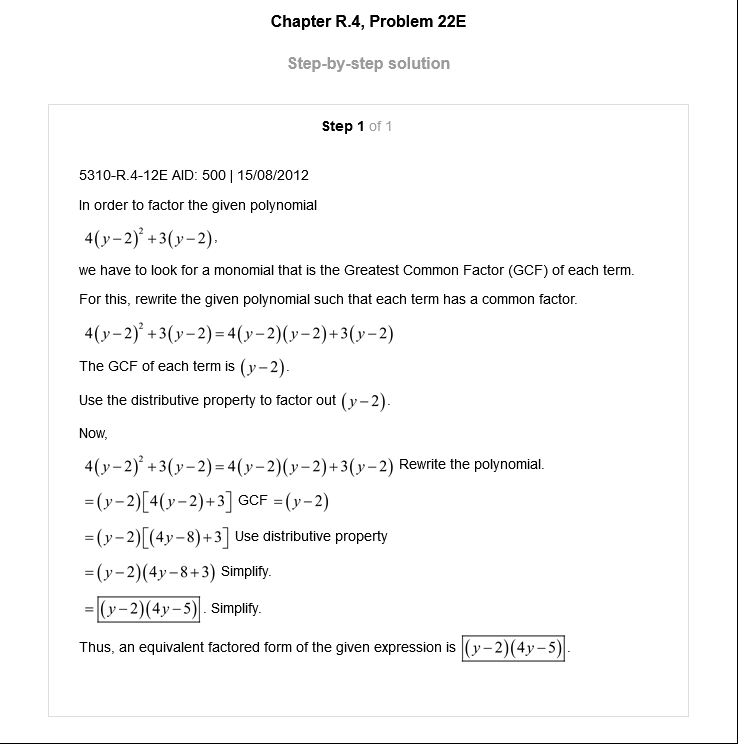 Chapter R.4, Problem 22E
Step-by-step solution
Step 1 of 1
5310-R.4-12E AID: 500 | 15/08/2012
In order to factor the given polynomial
4(y−2)²+3(y−2),
we have to look for a monomial that is the Greatest Common Factor (GCF) of each term.
For this, rewrite the given polynomial such that each term has a common factor.
4(y−2)²+3(y−2)=4(y−2)(y−2)+3(y−2)
The GCF of each term is (y−2).
Use the distributive property to factor out (y−2).
Now,
4(y−2)²+3(y−2)=4(y−2)(y−2)+3(y−2) Rewrite the polynomial.
=(y−2)[4(y−2)+3] GCF =(y−2)
=(y−2)[(4y−8)+3] Use distributive property
=(y−2)(4y−8+3) Simplify.
=(y−2)(4y−5). Simplify.
Thus, an equivalent factored form of the given expression is (y−2)(4y−5).